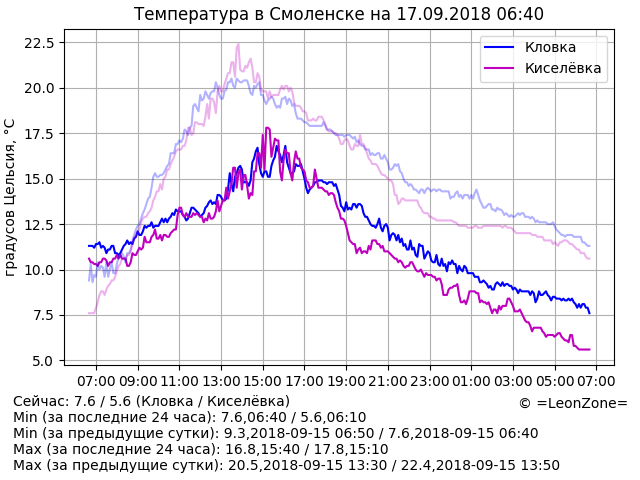 Температура в Смоленске на 17.09.2018 06:40
Кловка
Киселёвка
градусов Цельсия, °C
22.5
20.0
17.5
15.0
12.5
10.0
7.5
5.0
07:00 09:00 11:00 13:00 15:00 17:00 19:00 21:00 23:00 01:00 03:00 05:00 07:00
Сейчас: 7.6 / 5.6 (Кловка / Киселёвка)
© =LeonZone=
Min (за последние 24 часа): 7.6,06:40 / 5.6,06:10
Min (за предыдущие сутки): 9.3,2018-09-15 06:50 / 7.6,2018-09-15 06:40
Max (за последние 24 часа): 16.8,15:40 / 17.8,15:10
Max (за предыдущие сутки): 20.5,2018-09-15 13:30 / 22.4,2018-09-15 13:50